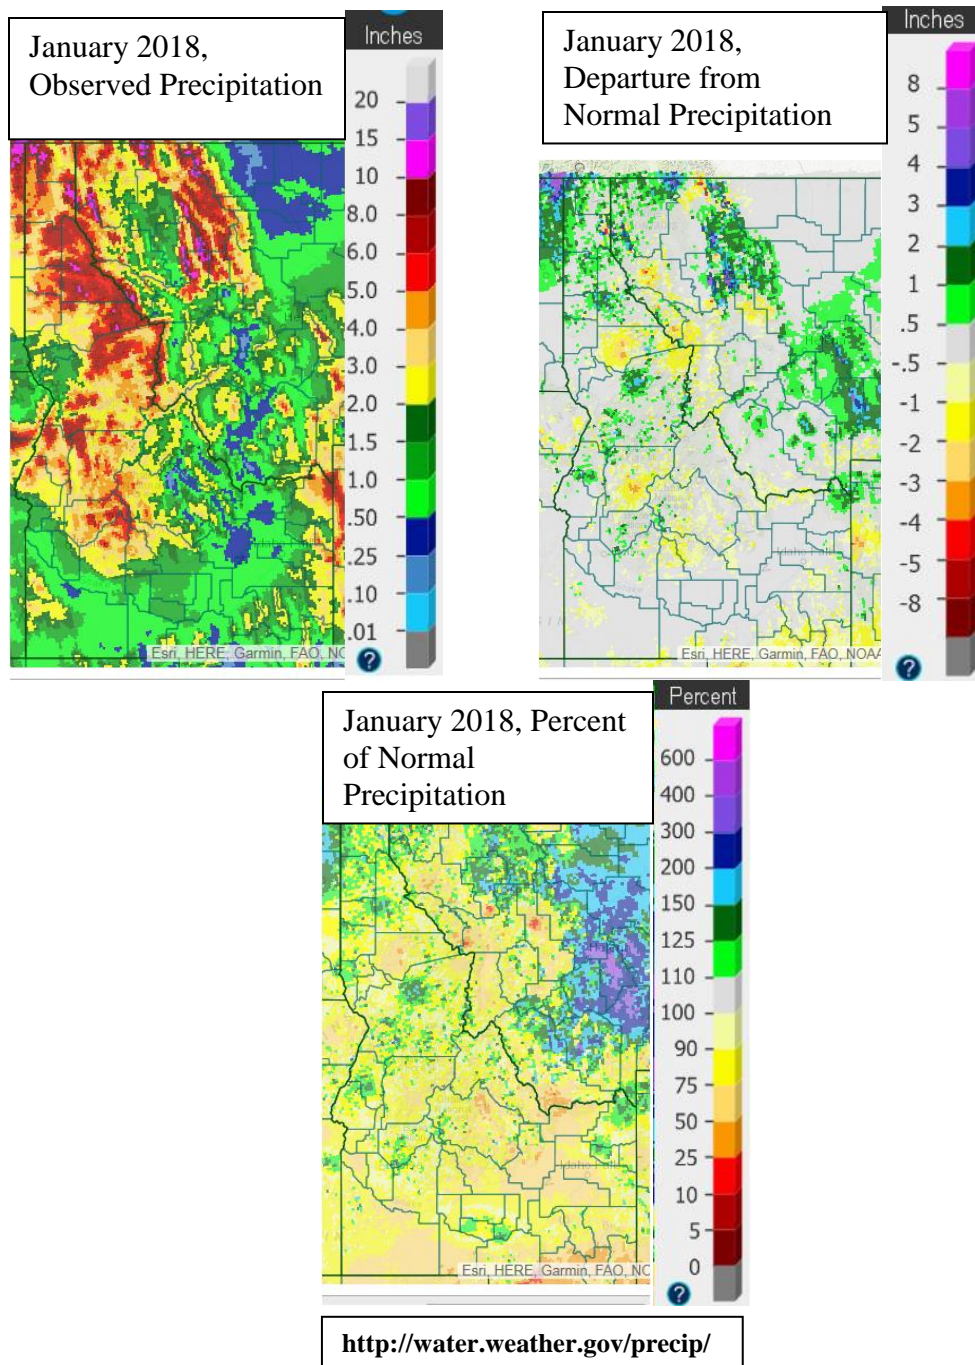 January 2018,
Observed Precipitation
Inches
20
15
10
8.0
6.0
5.0
4.0
3.0
2.0
1.5
1.0
.50
.25
.10
.01
?
Esri, HERE, Garmin, FAO, NC
January 2018,
Departure from
Normal Precipitation
Inches
8
5
4
3
2
1
.5
-.5
-1
-2
-3
-4
-5
-8
?
Idaho Fall
Esri, HERE, Garmin, FAO, NOAA
January 2018, Percent
of Normal
Precipitation
Percent
600
400
300
200
150
125
110
100
90
75
50
25
10
5
0
?
Idaho Fall
Esri, HERE, Garmin, FAO, NC
http://water.weather.gov/precip/